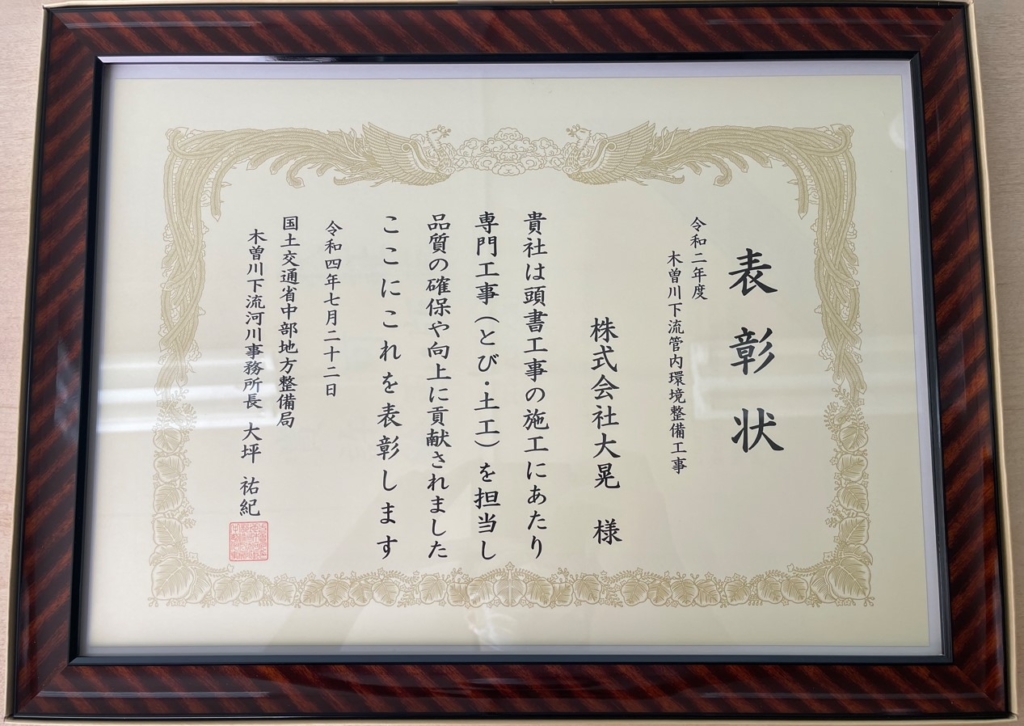 表彰状
令和二年度
木曽川下流管内環境整備工事
株式会社大晃 様
貴社は頭書工事の施工にあたり
専門工事(とび・土工)を担当し
品質の確保や向上に貢献されました
ここにこれを表彰します
令和四年七月二十二日
国土交通省中部地方整備局
木曽川下流河川事務所長 大坪 祐紀